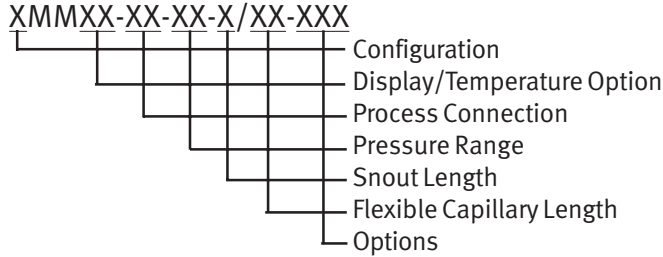 XMMXX-XX-XX-X/XX-XXX
Configuration
Display/Temperature Option
Process Connection
Pressure Range
Snout Length
Flexible Capillary Length
Options